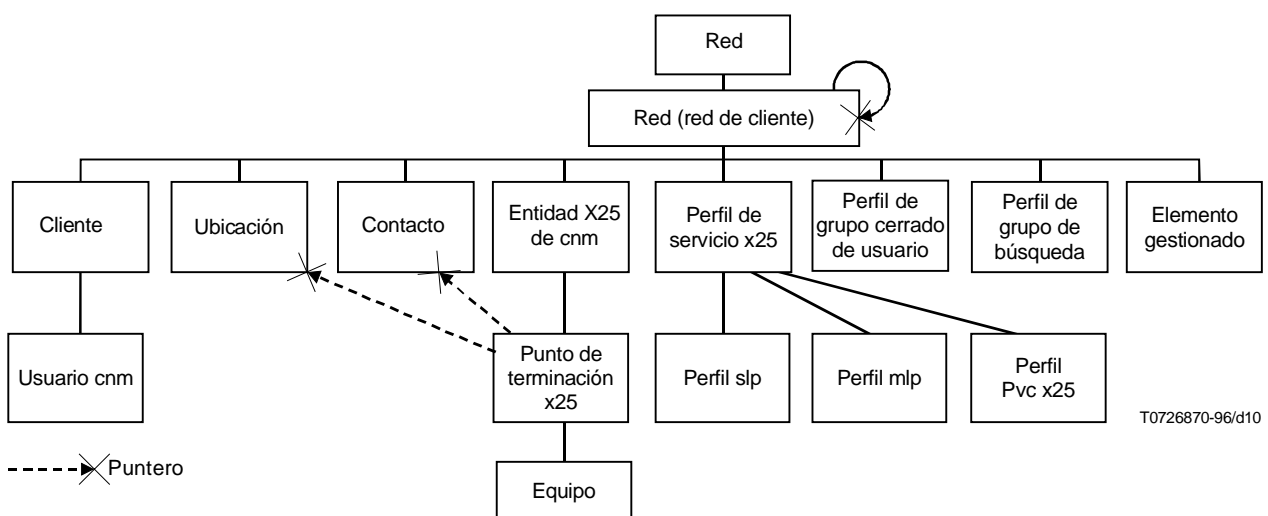 Red
Red (red de cliente)
Cliente
Ubicación
Contacto
Entidad X25
de cnm
Perfil de
servicio x25
Perfil de
grupo cerrado
de usuario
Perfil de
grupo de
búsqueda
Elemento
gestionado
Usuario cnm
Punto de
terminación
x25
Perfil slp
Perfil mlp
Perfil
Pvc x25
T0726870-96/d10
Puntero
Equipo